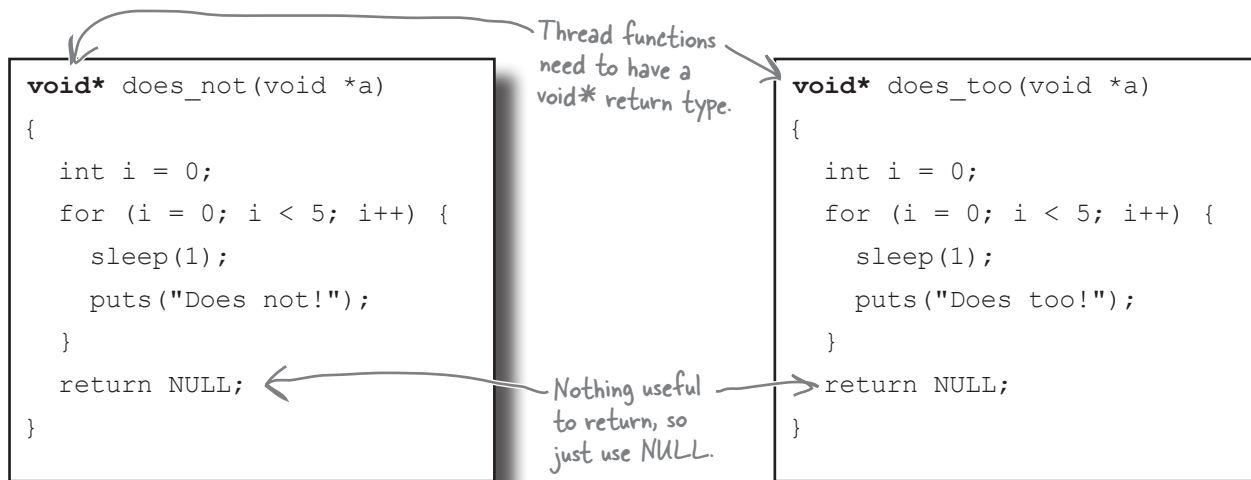 Thread functions
need to have a
void* return type.
void* does_not(void *a)
{
  int i = 0;
  for (i = 0; i < 5; i++) {
    sleep(1);
    puts("Does not!");
  }
  return NULL;
}
void* does_too(void *a)
{
  int i = 0;
  for (i = 0; i < 5; i++) {
    sleep(1);
    puts("Does too!");
  }
  return NULL;
}
Nothing useful
to return, so
just use NULL.